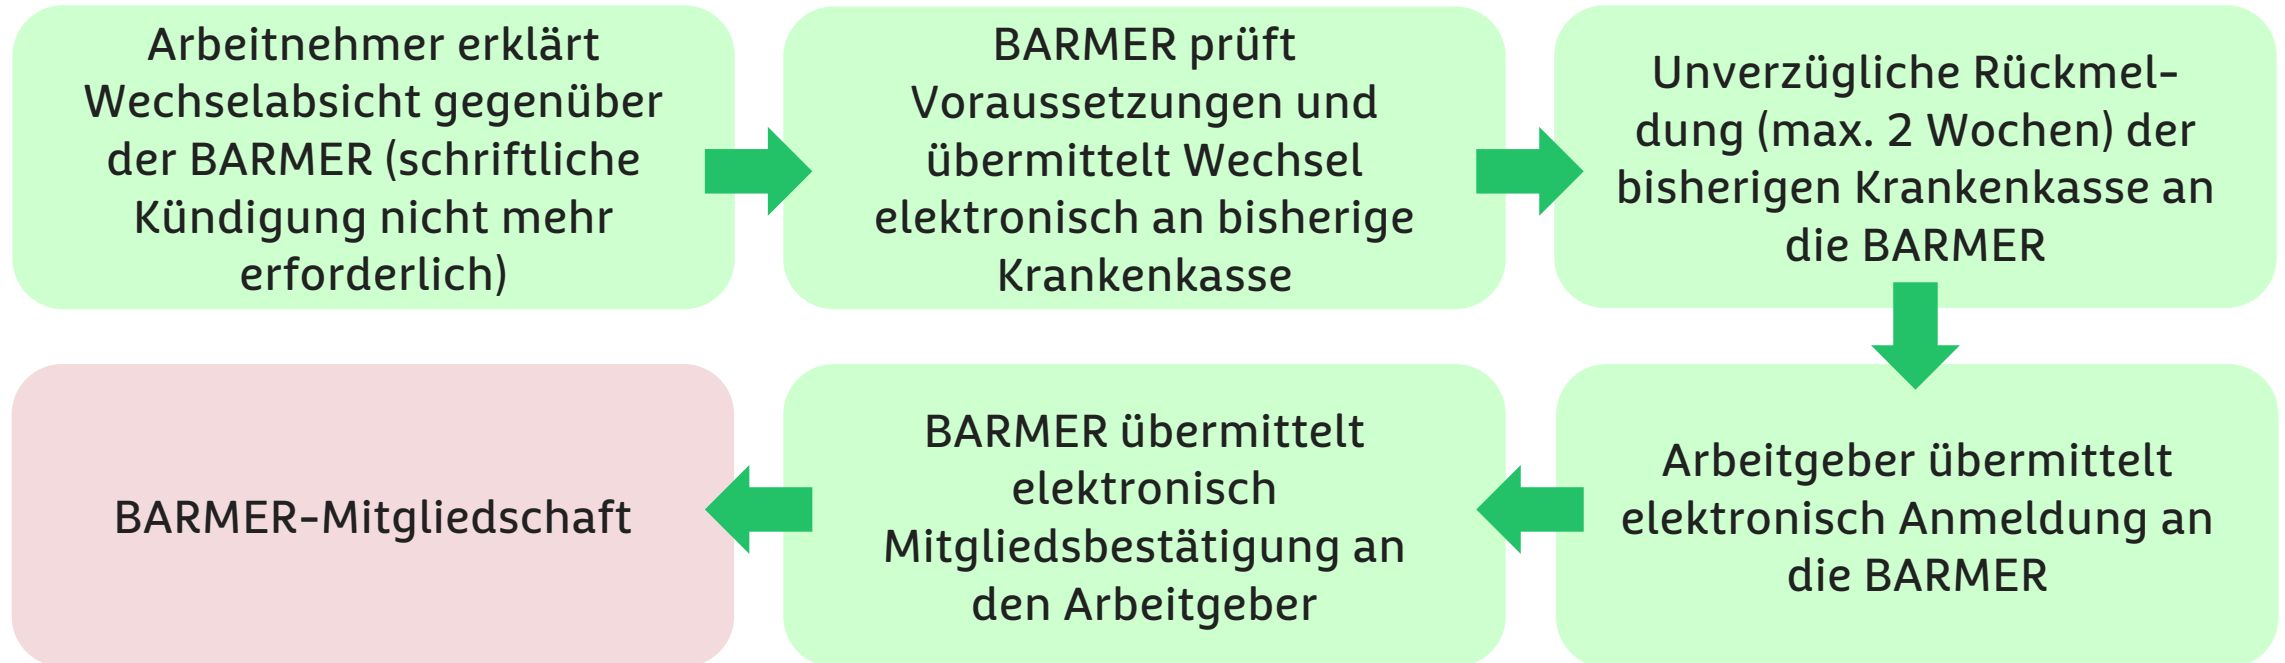 Arbeitnehmer erklärt
Wechselabsicht gegenüber
der BARMER (schriftliche
Kündigung nicht mehr
erforderlich)
BARMER prüft
Voraussetzungen und
übermittelt Wechsel
elektronisch an bisherige
Krankenkasse
Unverzügliche Rückmel-
dung (max. 2 Wochen) der
bisherigen Krankenkasse an
die BARMER
Arbeitgeber übermittelt
elektronisch Anmeldung an
die BARMER
BARMER übermittelt
elektronisch
Mitgliedsbestätigung an
den Arbeitgeber
BARMER-Mitgliedschaft